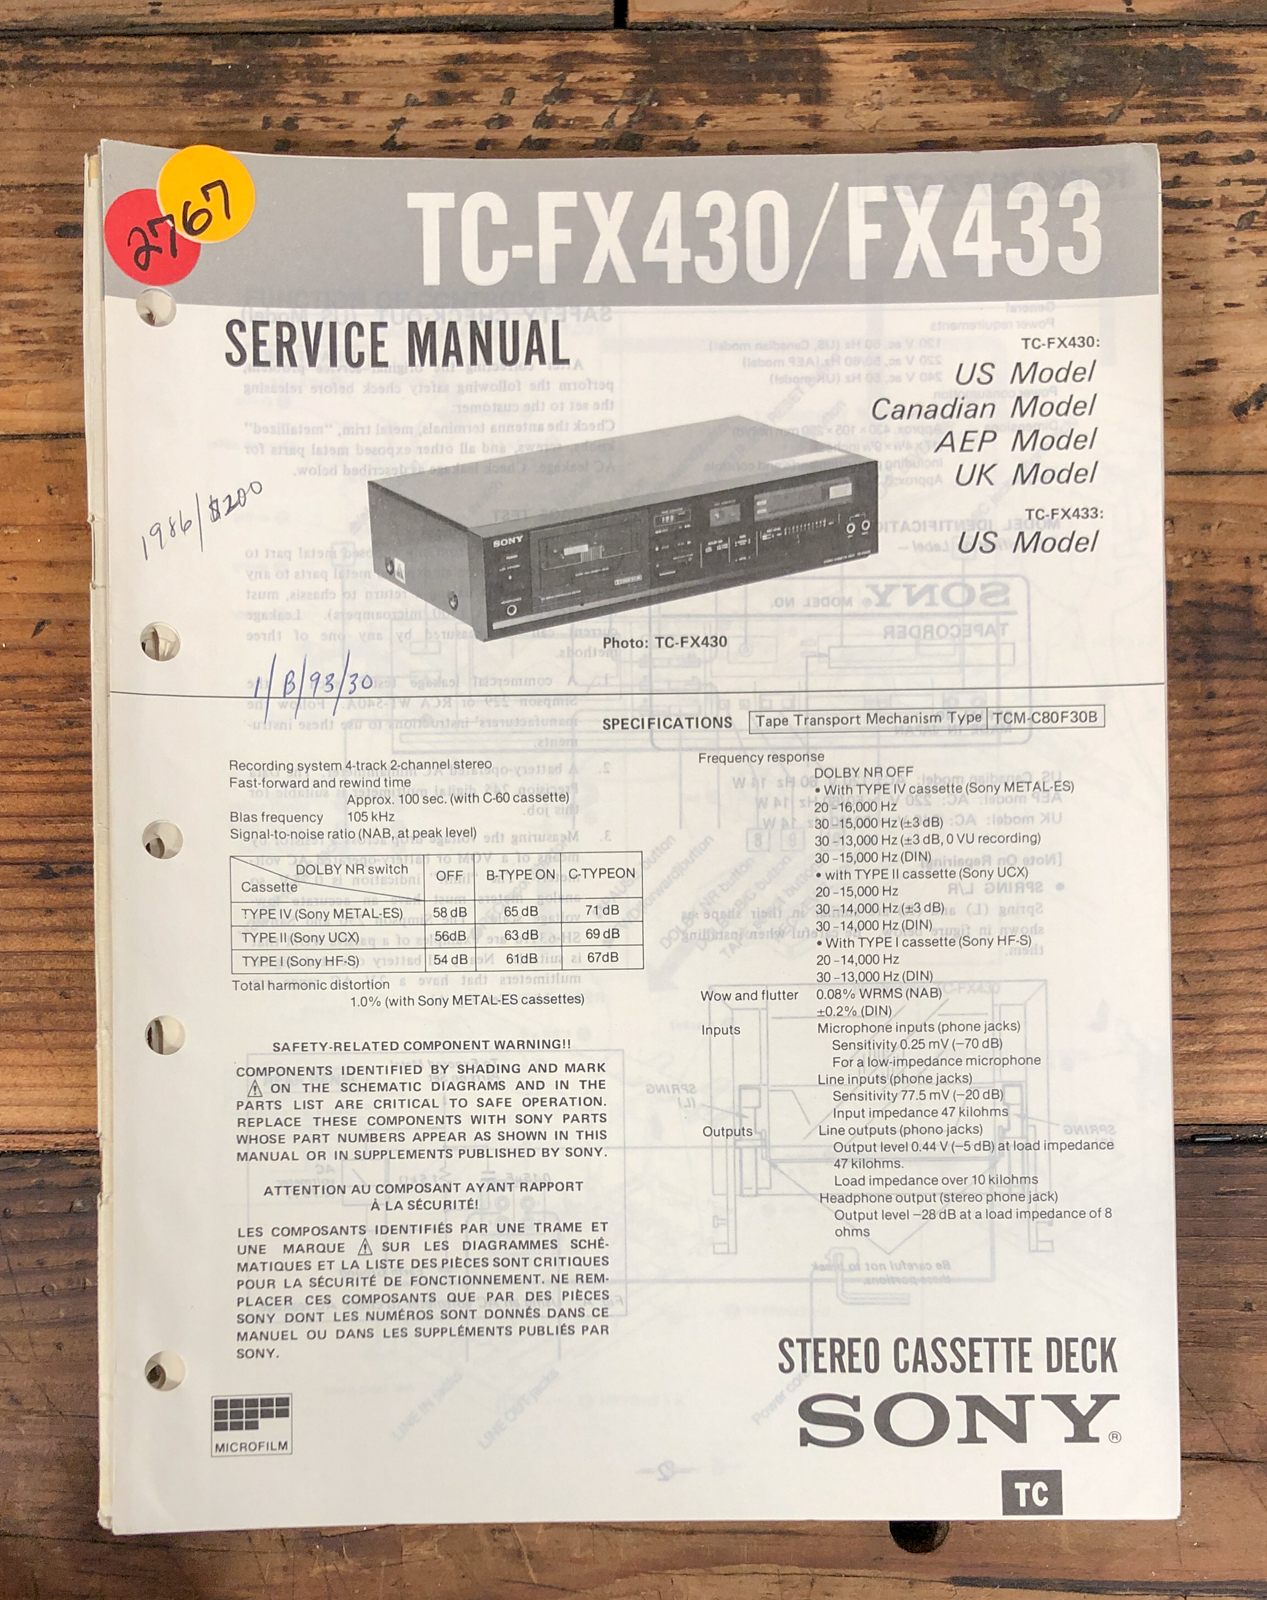 2767
TC-FX430/FX433
SERVICE MANUAL
TC-FX430:
US Model
Canadian Model
AEP Model
UK Model
TC-FX433:
US Model
1986/$200
SONY
Photo: TC-FX430
1/B/93/30
SPECIFICATIONS
Tape Transport Mechanism Type TCM-C80F30B
Recording system 4-track 2-channel stereo
Fast-forward and rewind time
Approx. 100 sec. (with C-60 cassette)
Bias frequency 105 kHz
Signal-to-noise ratio (NAB, at peak level)
DOLBY NR switch
Cassette
OFF B-TYPE ON C-TYPEON
TYPE IV (Sony METAL-ES) 58 dB 65 dB 71 dB
TYPE II (Sony UCX) 56dB 63 dB 69 dB
TYPE I (Sony HF-S) 54 dB 61dB 67dB
Total harmonic distortion
1.0% (with Sony METAL-ES cassettes)
SAFETY-RELATED COMPONENT WARNING!!
COMPONENTS IDENTIFIED BY SHADING AND MARK
⚠ ON THE SCHEMATIC DIAGRAMS AND IN THE
PARTS LIST ARE CRITICAL TO SAFE OPERATION.
REPLACE THESE COMPONENTS WITH SONY PARTS
WHOSE PART NUMBERS APPEAR AS SHOWN IN THIS
MANUAL OR IN SUPPLEMENTS PUBLISHED BY SONY.
ATTENTION AU COMPOSANT AYANT RAPPORT
À LA SÉCURITÉ!
LES COMPOSANTS IDENTIFIÉS PAR UNE TRAME ET
UNE MARQUE ⚠ SUR LES DIAGRAMMES SCHÉ-
MATIQUES ET LA LISTE DES PIÈCES SONT CRITIQUES
POUR LA SÉCURITÉ DE FONCTIONNEMENT. NE REM-
PLACER CES COMPOSANTS QUE PAR DES PIÈCES
SONY DONT LES NUMÉROS SONT DONNÉS DANS CE
MANUEL OU DANS LES SUPPLÉMENTS PUBLIÉS PAR
SONY.
Frequency response
DOLBY NR OFF
• With TYPE IV cassette (Sony METAL-ES)
20 -16,000 Hz
30 -15,000 Hz (±3 dB)
30 -13,000 Hz (±3 dB, 0 VU recording)
30 -15,000 Hz (DIN)
• with TYPE II cassette (Sony UCX)
20 -15,000 Hz
30 -14,000 Hz (±3 dB)
30 -14,000 Hz (DIN)
• With TYPE I cassette (Sony HF-S)
20 -14,000 Hz
30 -13,000 Hz (DIN)
Wow and flutter 0.08% WRMS (NAB)
±0.2% (DIN)
Inputs Microphone inputs (phone jacks)
Sensitivity 0.25 mV (−70 dB)
For a low-impedance microphone
Line inputs (phone jacks)
Sensitivity 77.5 mV (−20 dB)
Input impedance 47 kilohms
Outputs Line outputs (phono jacks)
Output level 0.44 V (−5 dB) at load impedance
47 kilohms.
Load impedance over 10 kilohms
Headphone output (stereo phone jack)
Output level −28 dB at a load impedance of 8
ohms
STEREO CASSETTE DECK
SONY®
MICROFILM
TC